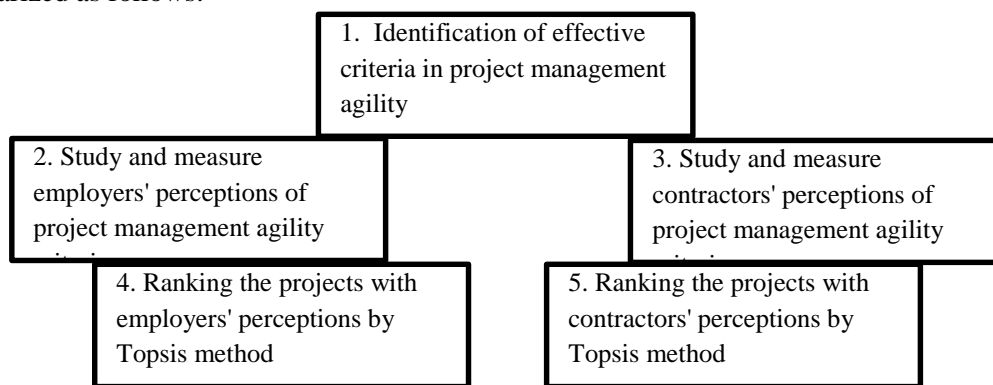 arized as follows.
1. Identification of effective
criteria in project management
agility
2. Study and measure
employers' perceptions of
project management agility
3. Study and measure
contractors' perceptions of
project management agility
4. Ranking the projects with
employers' perceptions by
Topsis method
5. Ranking the projects with
contractors' perceptions by
Topsis method